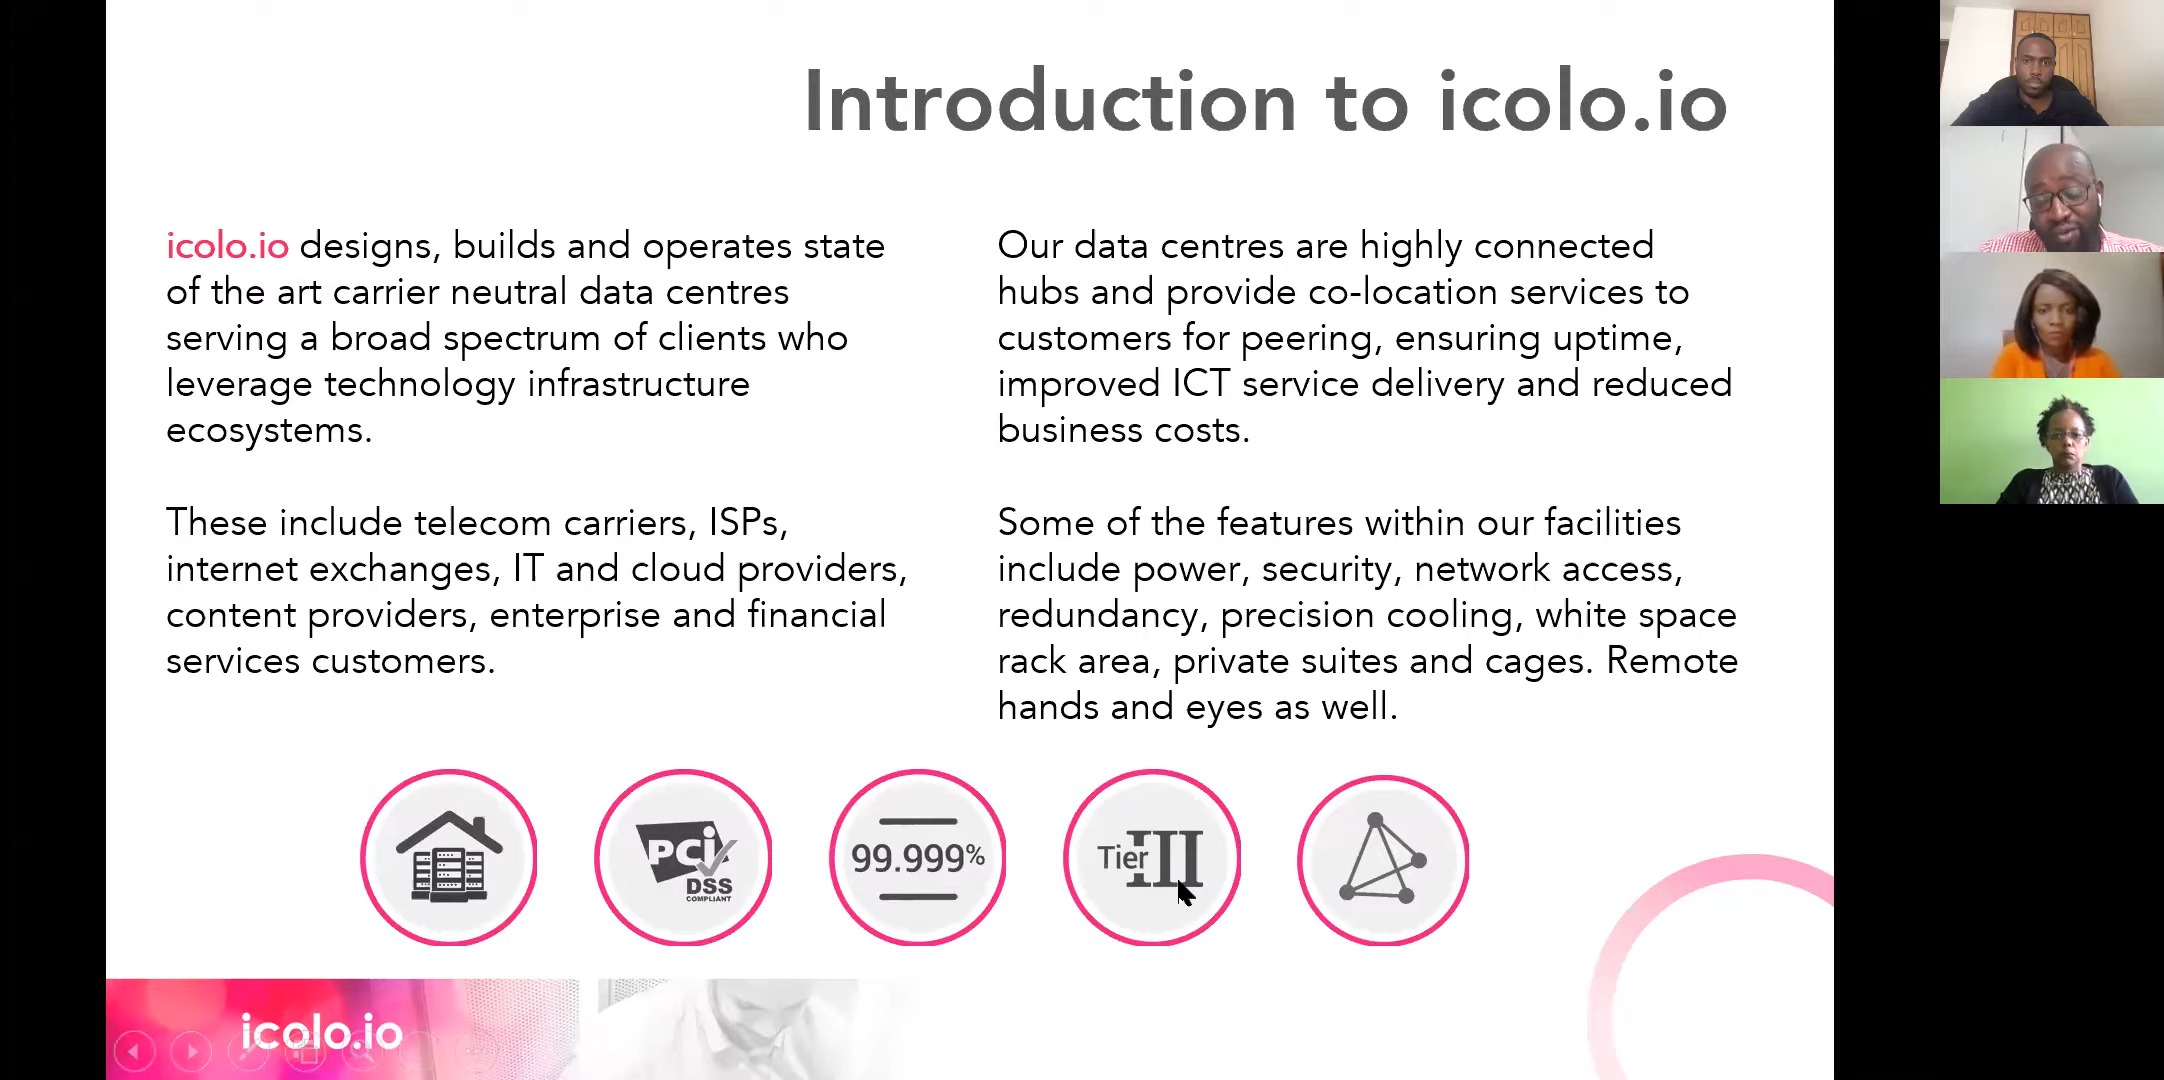 Introduction to icolo.io
icolo.io designs, builds and operates state
of the art carrier neutral data centres
serving a broad spectrum of clients who
leverage technology infrastructure
ecosystems.
These include telecom carriers, ISPs,
internet exchanges, IT and cloud providers,
content providers, enterprise and financial
services customers.
Our data centres are highly connected
hubs and provide co-location services to
customers for peering, ensuring uptime,
improved ICT service delivery and reduced
business costs.
Some of the features within our facilities
include power, security, network access,
redundancy, precision cooling, white space
rack area, private suites and cages. Remote
hands and eyes as well.
PCi
DSS
COMPLIANT
99.999%
Tier III
icolo.io